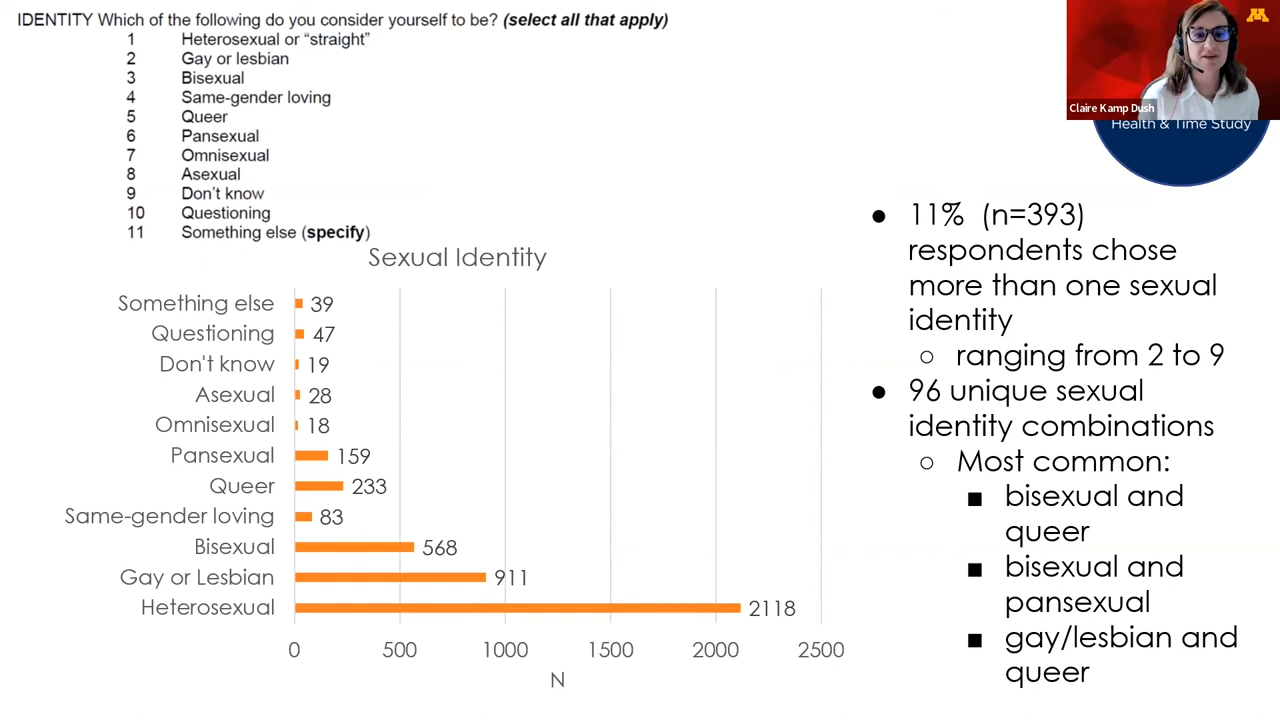 IDENTITY Which of the following do you consider yourself to be? (select all that apply)
1 Heterosexual or “straight”
2 Gay or lesbian
3 Bisexual
4 Same-gender loving
5 Queer
6 Pansexual
7 Omnisexual
8 Asexual
9 Don’t know
10 Questioning
11 Something else (specify)
Claire Kamp Dush
Health & Time Study
Sexual Identity
Something else 39
Questioning 47
Don't know 19
Asexual 28
Omnisexual 18
Pansexual 159
Queer 233
Same-gender loving 83
Bisexual 568
Gay or Lesbian 911
Heterosexual 2118
0 500 1000 1500 2000 2500
N
● 11% (n=393)
respondents chose
more than one sexual
identity
○ ranging from 2 to 9
● 96 unique sexual
identity combinations
○ Most common:
■ bisexual and
queer
■ bisexual and
pansexual
■ gay/lesbian and
queer